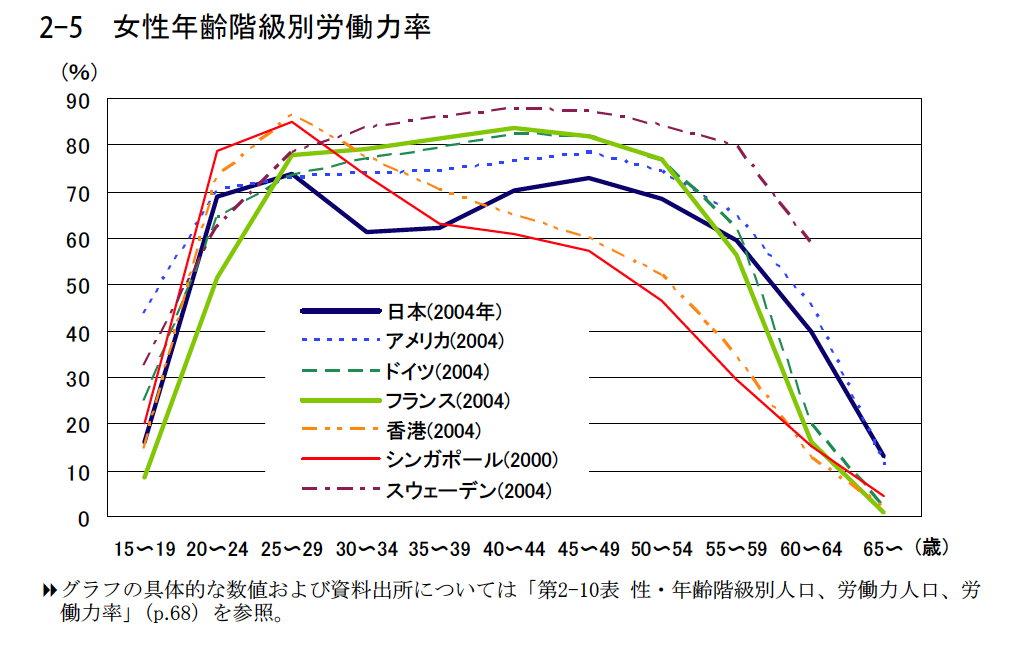 2-5 女性年齢階級別労働力率
(%)
90
80
70
60
50
40
30
20
10
0
日本(2004年)
アメリカ(2004)
ドイツ(2004)
フランス(2004)
香港(2004)
シンガポール(2000)
スウェーデン(2004)
15〜19 20〜24 25〜29 30〜34 35〜39 40〜44 45〜49 50〜54 55〜59 60〜64 65〜 (歳)
グラフの具体的な数値および資料出所については「第2-10表 性・年齢階級別人口、労働力人口、労
働力率」(p.68) を参照。